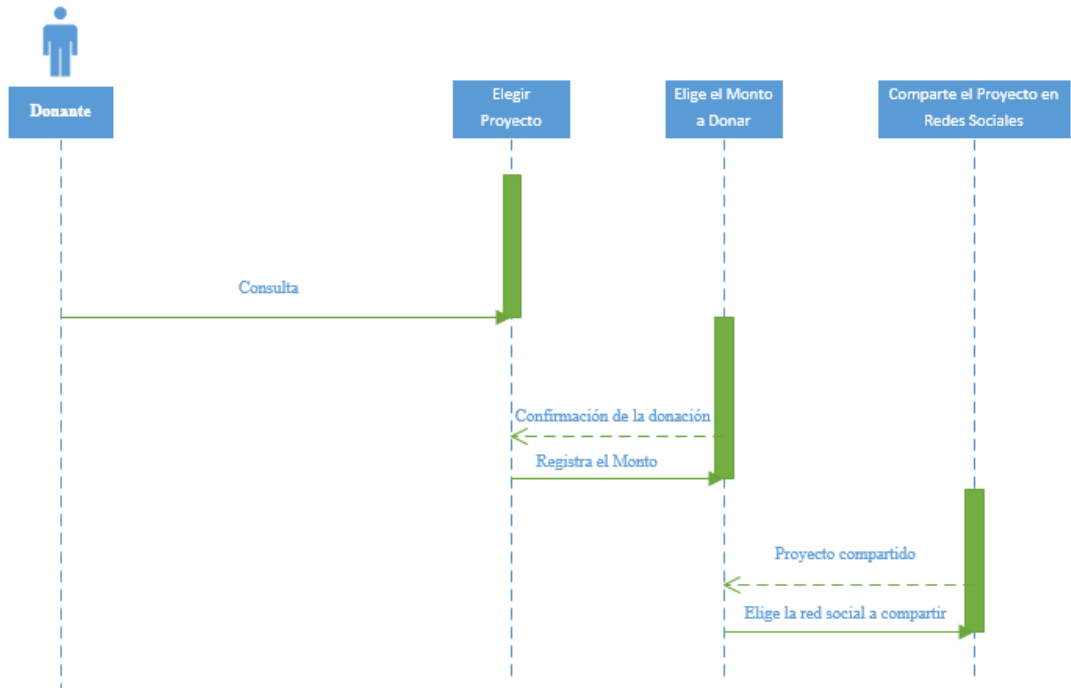 Donante
Elegir
Proyecto
Elige el Monto
a Donar
Comparte el Proyecto en
Redes Sociales
Consulta
Confirmación de la donación
Registra el Monto
Proyecto compartido
Elige la red social a compartir